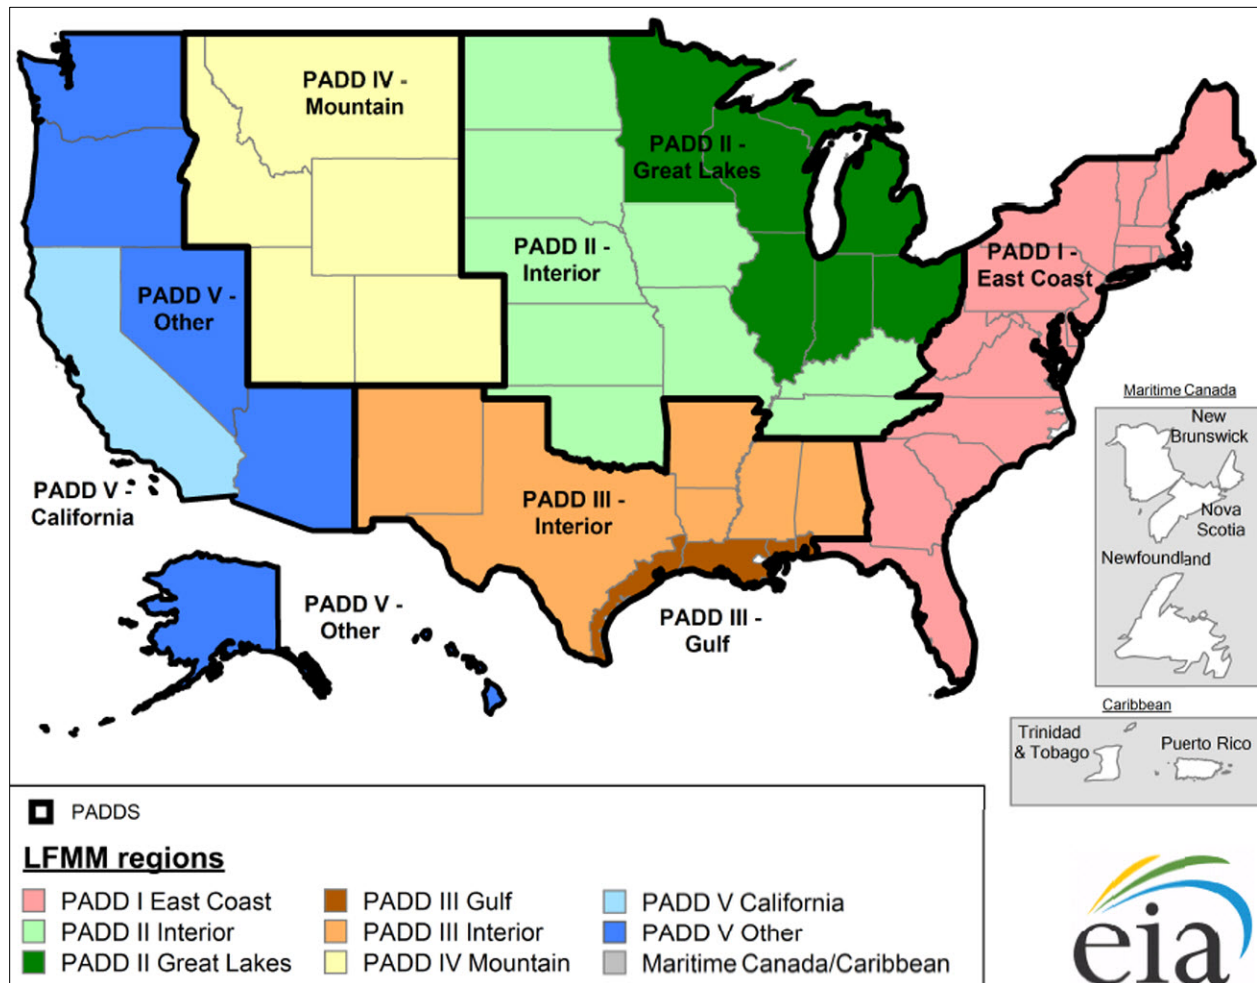 PADD IV -
Mountain
PADD II -
Great Lakes
PADD II -
Interior
PADD I -
East Coast
PADD V -
Other
PADD V -
California
PADD III -
Interior
PADD V -
Other
PADD III -
Gulf
Maritime Canada
New
Brunswick
Nova
Scotia
Newfoundland
Caribbean
Trinidad
& Tobago
Puerto Rico
PADDS
LFMM regions
PADD I East Coast
PADD II Interior
PADD II Great Lakes
PADD III Gulf
PADD III Interior
PADD IV Mountain
PADD V California
PADD V Other
Maritime Canada/Caribbean
eia